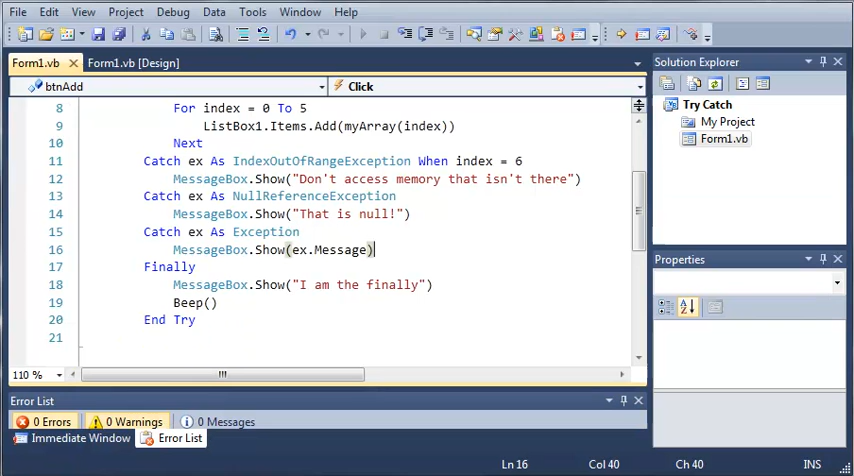 File Edit View Project Debug Data Tools Window Help
Form1.vb Form1.vb [Design]
btnAdd Click
8 For index = 0 To 5
9 ListBox1.Items.Add(myArray(index))
10 Next
11 Catch ex As IndexOutOfRangeException When index = 6
12 MessageBox.Show("Don't access memory that isn't there")
13 Catch ex As NullReferenceException
14 MessageBox.Show("That is null!")
15 Catch ex As Exception
16 MessageBox.Show(ex.Message)
17 Finally
18 MessageBox.Show("I am the finally")
19 Beep()
20 End Try
21
110 %
Solution Explorer
Try Catch
My Project
Form1.vb
Properties
Error List
0 Errors 0 Warnings 0 Messages
Immediate Window Error List
Ln 16 Col 40 Ch 40 INS